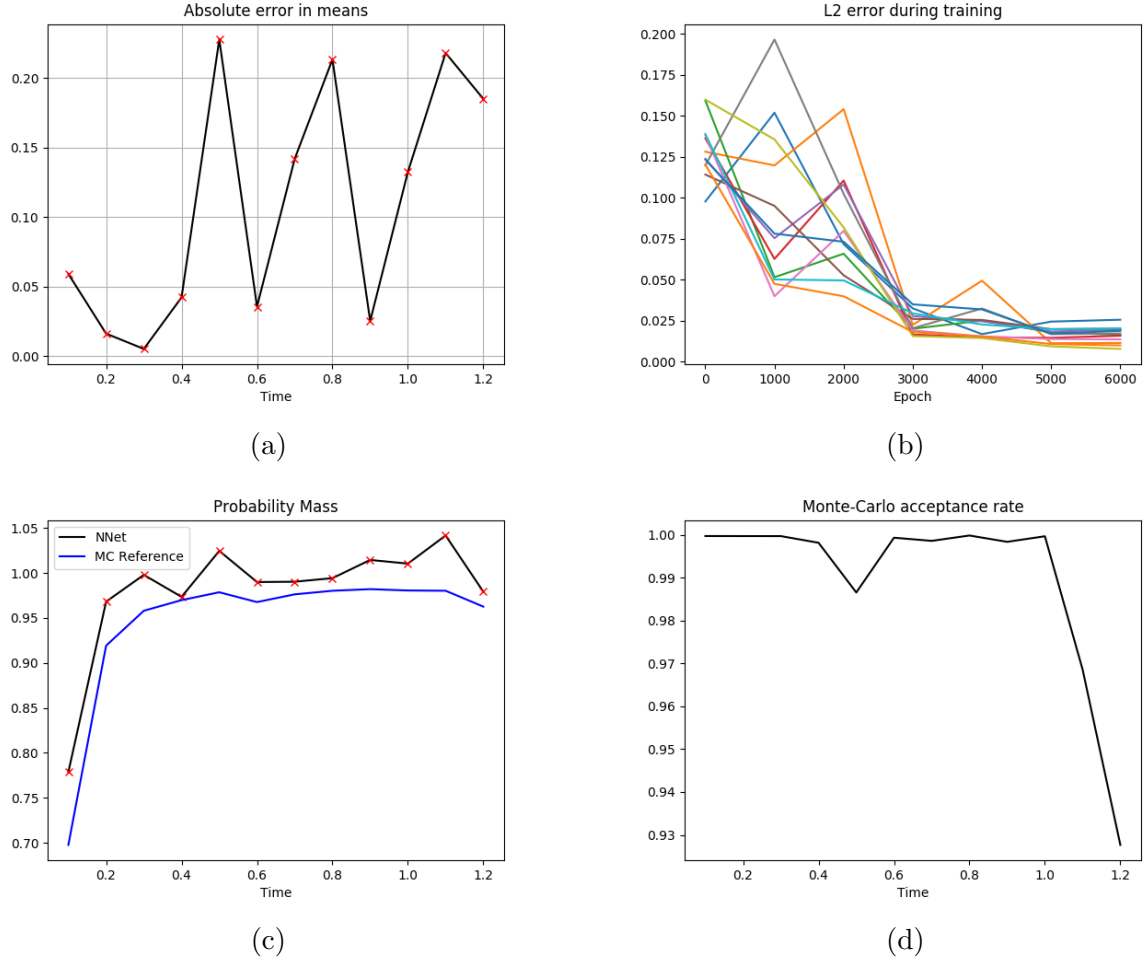 Absolute error in means
0.20
0.15
0.10
0.05
0.00
0.2 0.4 0.6 0.8 1.0 1.2
Time
(a)
L2 error during training
0.200
0.175
0.150
0.125
0.100
0.075
0.050
0.025
0.000
0 1000 2000 3000 4000 5000 6000
Epoch
(b)
Probability Mass
NNet
MC Reference
1.05
1.00
0.95
0.90
0.85
0.80
0.75
0.70
0.2 0.4 0.6 0.8 1.0 1.2
Time
(c)
Monte-Carlo acceptance rate
1.00
0.99
0.98
0.97
0.96
0.95
0.94
0.93
0.2 0.4 0.6 0.8 1.0 1.2
Time
(d)